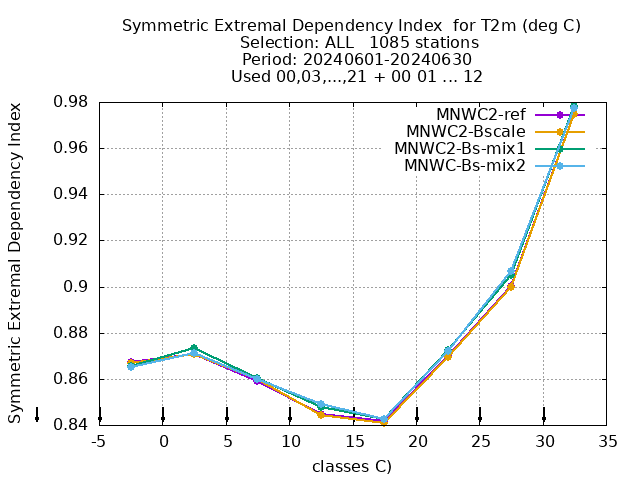 Symmetric Extremal Dependency Index  for T2m (deg C)
Selection: ALL   1085 stations
Period: 20240601-20240630
Used 00,03,...,21 + 00 01 ... 12
Symmetric Extremal Dependency Index
0.98
0.96
0.94
0.92
0.9
0.88
0.86
0.84
MNWC2-ref
MNWC2-Bscale
MNWC2-Bs-mix1
MNWC-Bs-mix2
-5 0 5 10 15 20 25 30 35
classes C)